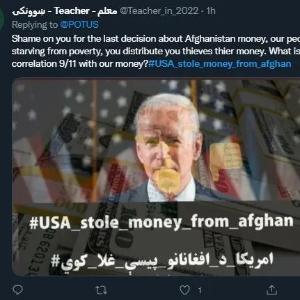 معلم - Teacher - ښوونکی @Teacher_in_2022 · 1h
Replying to @POTUS
Shame on you for the last decision about Afghanistan money, our peo
starving from poverty, you distribute you thieves thier money. What is
correlation 9/11 with our money?#USA_stole_money_from_afghan
#USA_stole_money_from_afghan
#امریکا_د_افغانانو_پیسې_غلا_کوي
1